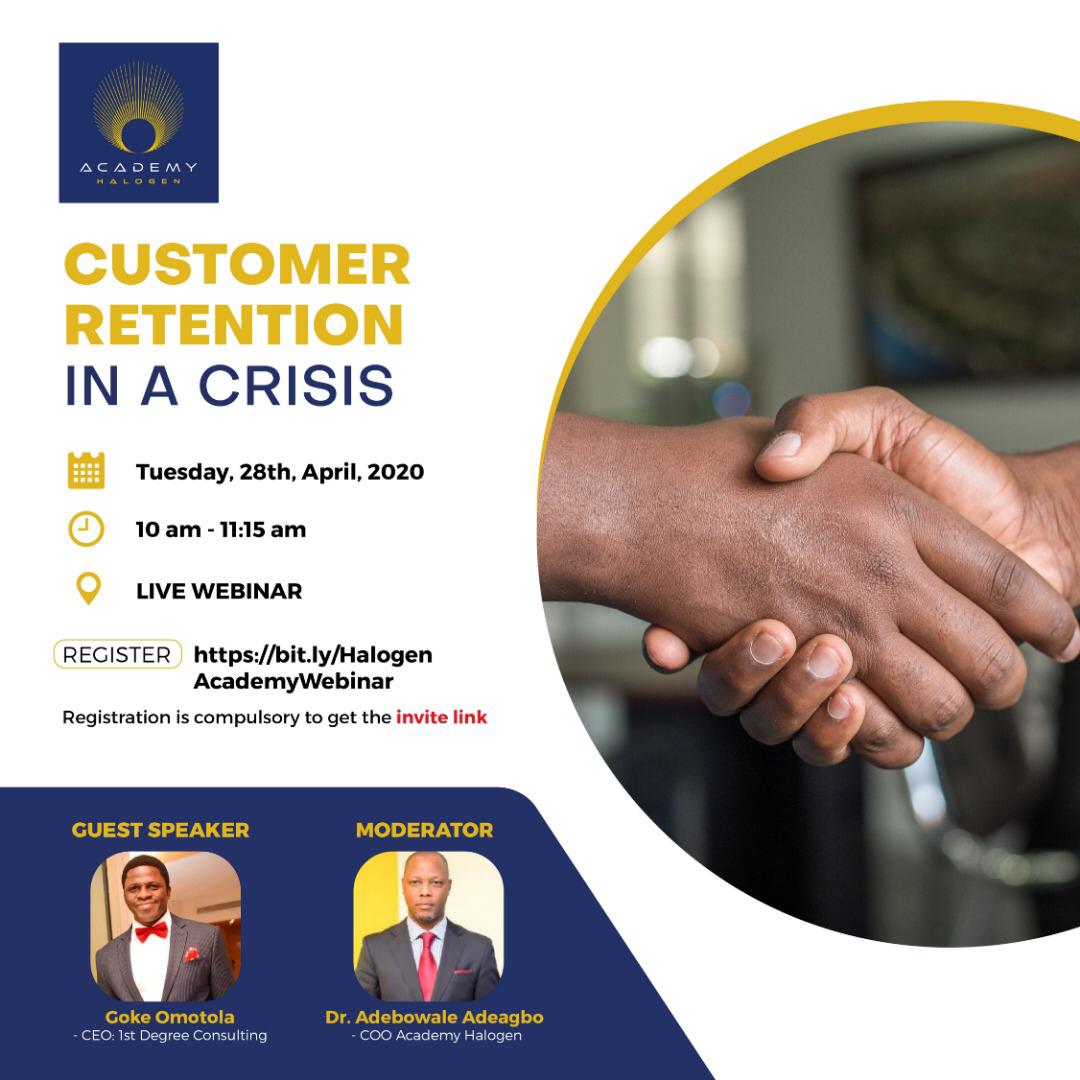 ACADEMY
HALOGEN
CUSTOMER
RETENTION
IN A CRISIS
Tuesday, 28th, April, 2020
10 am - 11:15 am
LIVE WEBINAR
REGISTER https://bit.ly/Halogen
AcademyWebinar
Registration is compulsory to get the invite link
GUEST SPEAKER
Goke Omotola
- CEO: 1st Degree Consulting
MODERATOR
Dr. Adebowale Adeagbo
- COO Academy Halogen